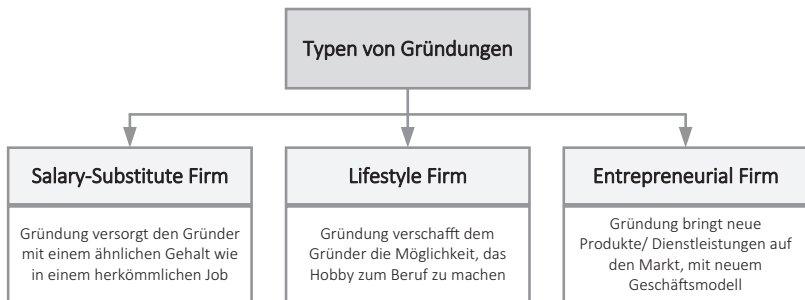 Typen von Gründungen
Salary-Substitute Firm
Gründung versorgt den Gründer
mit einem ähnlichen Gehalt wie
in einem herkömmlichen Job
Lifestyle Firm
Gründung verschafft dem
Gründer die Möglichkeit, das
Hobby zum Beruf zu machen
Entrepreneurial Firm
Gründung bringt neue
Produkte/ Dienstleistungen auf
den Markt, mit neuem
Geschäftsmodell